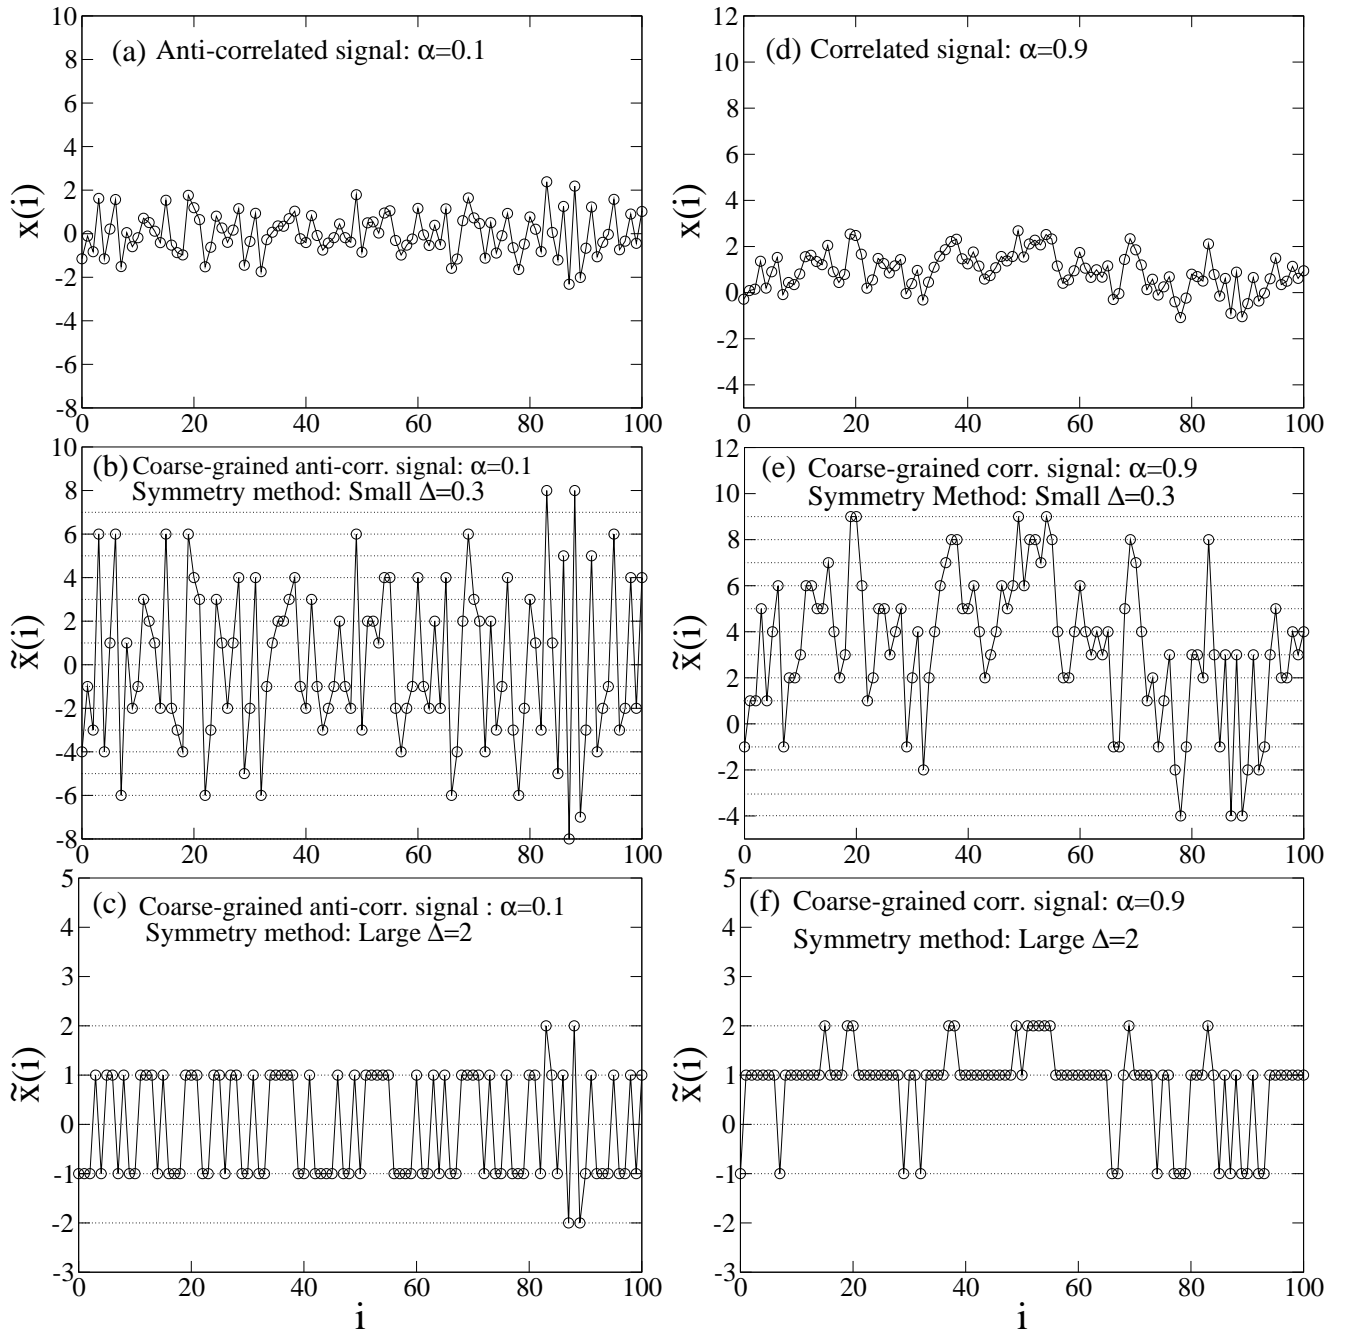 (a) Anti-correlated signal: α=0.1
10
8
6
4
2
0
-2
-4
-6
-8
x(i)
0 20 40 60 80 100
(d) Correlated signal: α=0.9
12
10
8
6
4
2
0
-2
-4
x(i)
0 20 40 60 80 100
(b) Coarse-grained anti-corr. signal: α=0.1
Symmetry method: Small Δ=0.3
10
8
6
4
2
0
-2
-4
-6
-8
x̃(i)
0 20 40 60 80 100
(e) Coarse-grained corr. signal: α=0.9
Symmetry Method: Small Δ=0.3
12
10
8
6
4
2
0
-2
-4
x̃(i)
0 20 40 60 80 100
(c) Coarse-grained anti-corr. signal : α=0.1
Symmetry method: Large Δ=2
5
4
3
2
1
0
-1
-2
-3
x̃(i)
0 20 40 60 80 100
i
(f) Coarse-grained corr. signal: α=0.9
Symmetry method: Large Δ=2
5
4
3
2
1
0
-1
-2
-3
x̃(i)
0 20 40 60 80 100
i